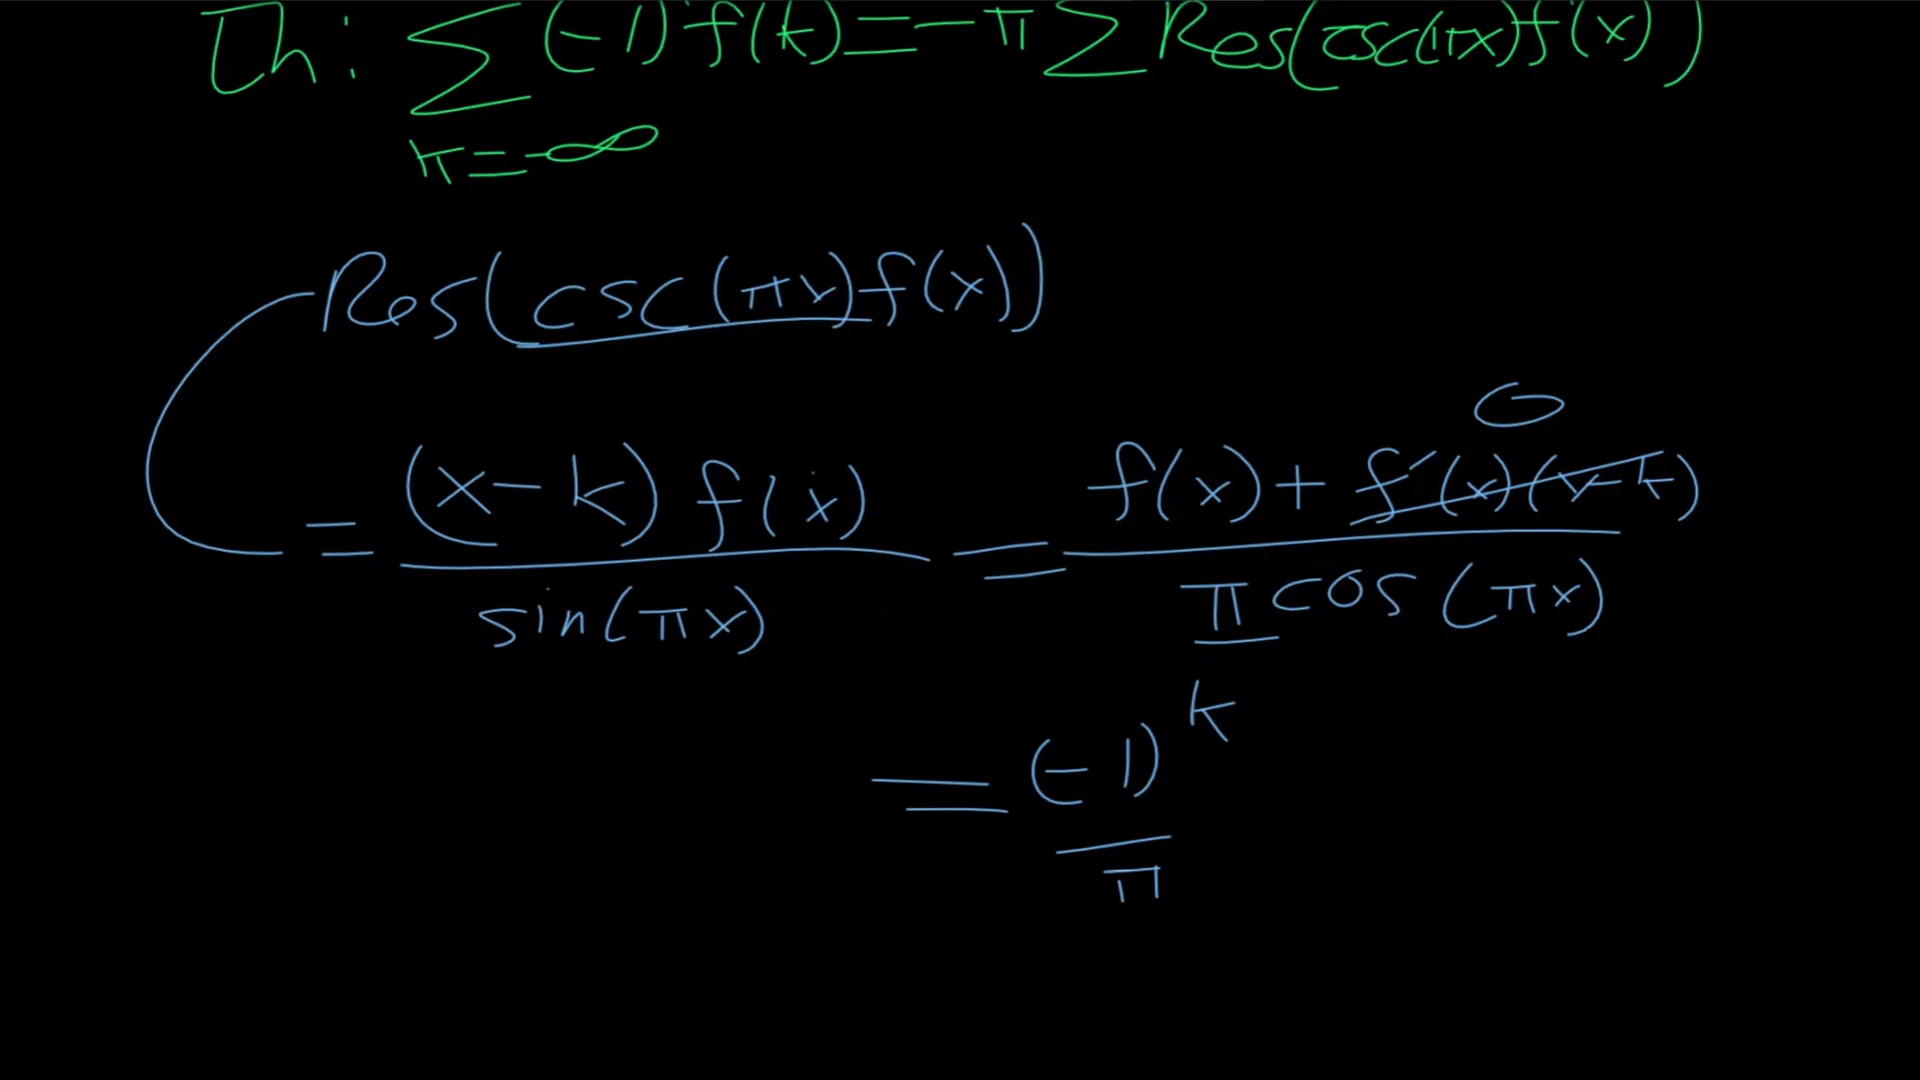 Th: ∑ (-1) f(k) = -π ∑ Res(csc(πx)f(x))
k=-∞
Res(csc(πx)f(x))
0
= (x-k) f(x) / sin(πx) = f(x) + f'(x)(x-k) / π cos(πx)
= (-1)^k / π